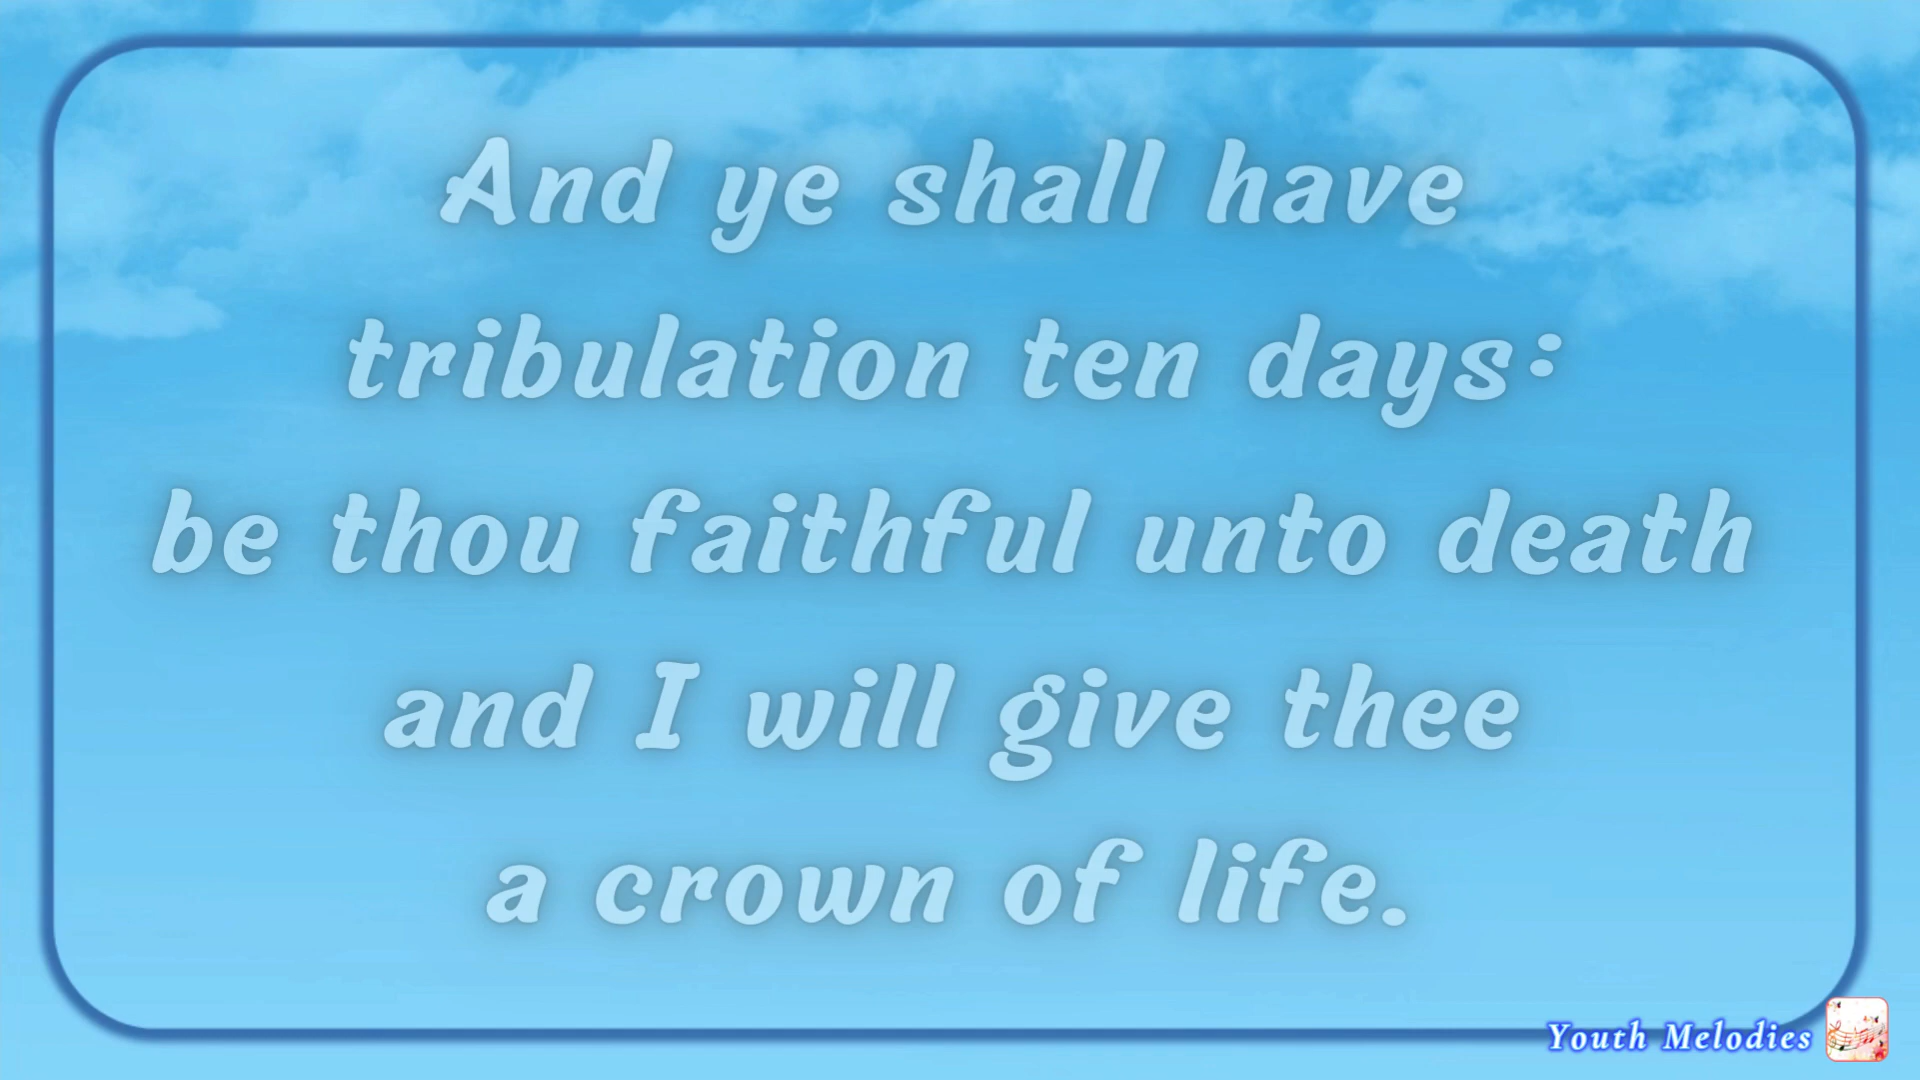 And ye shall have
tribulation ten days:
be thou faithful unto death
and I will give thee
a crown of life.
Youth Melodies